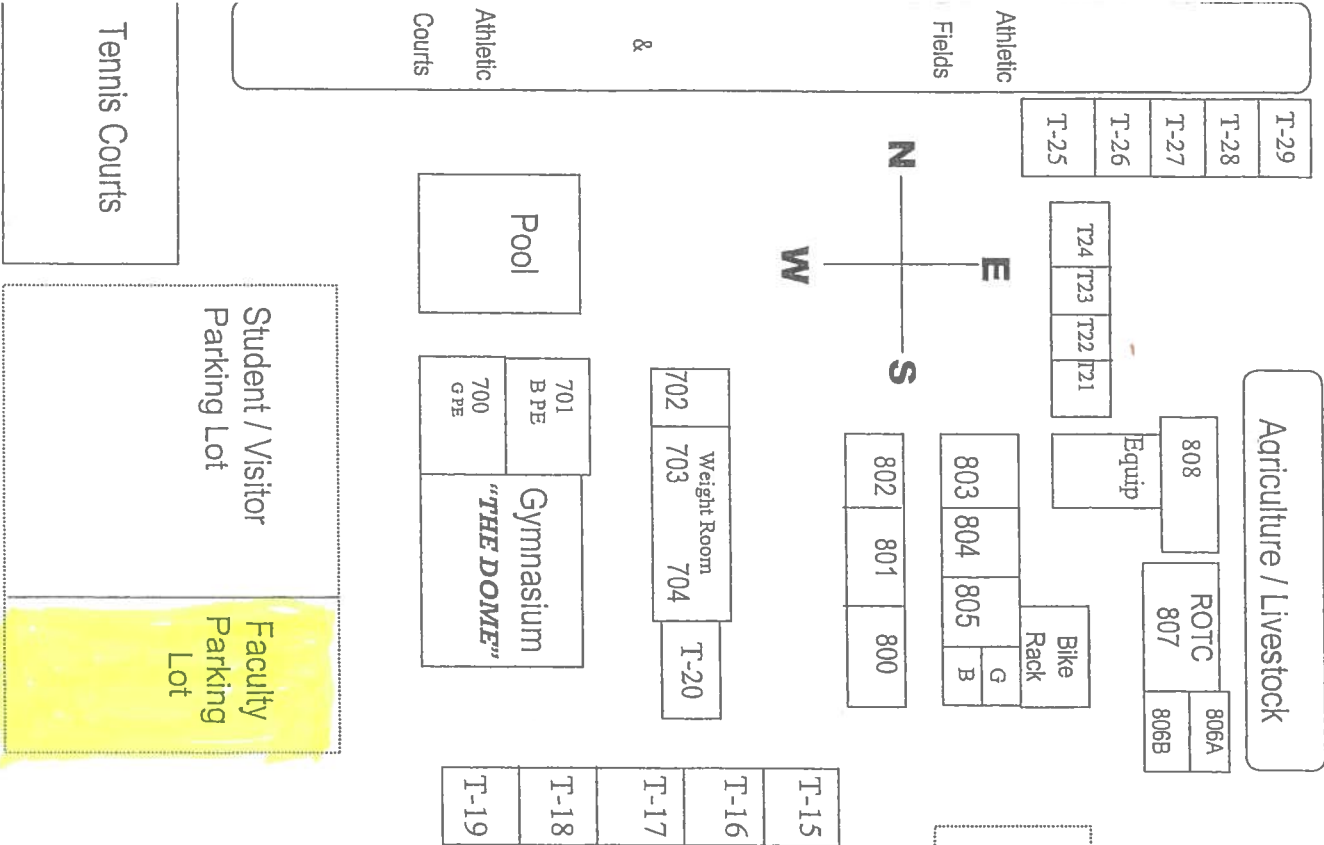 Agriculture / Livestock
T-29
T-28
T-27
T-26
T-25
T24
T23
T22
T21
808
Equip
ROTC
807
806A
806B
Athletic
Fields
&
Athletic
Courts
N
E
W
S
803
804
805
G
B
Bike
Rack
802
801
800
702
Weight Room
703
704
T-20
Pool
701
B PE
700
G PE
Gymnasium
"THE DOME"
T-15
T-16
T-17
T-18
T-19
Tennis Courts
Student / Visitor
Parking Lot
Faculty
Parking
Lot